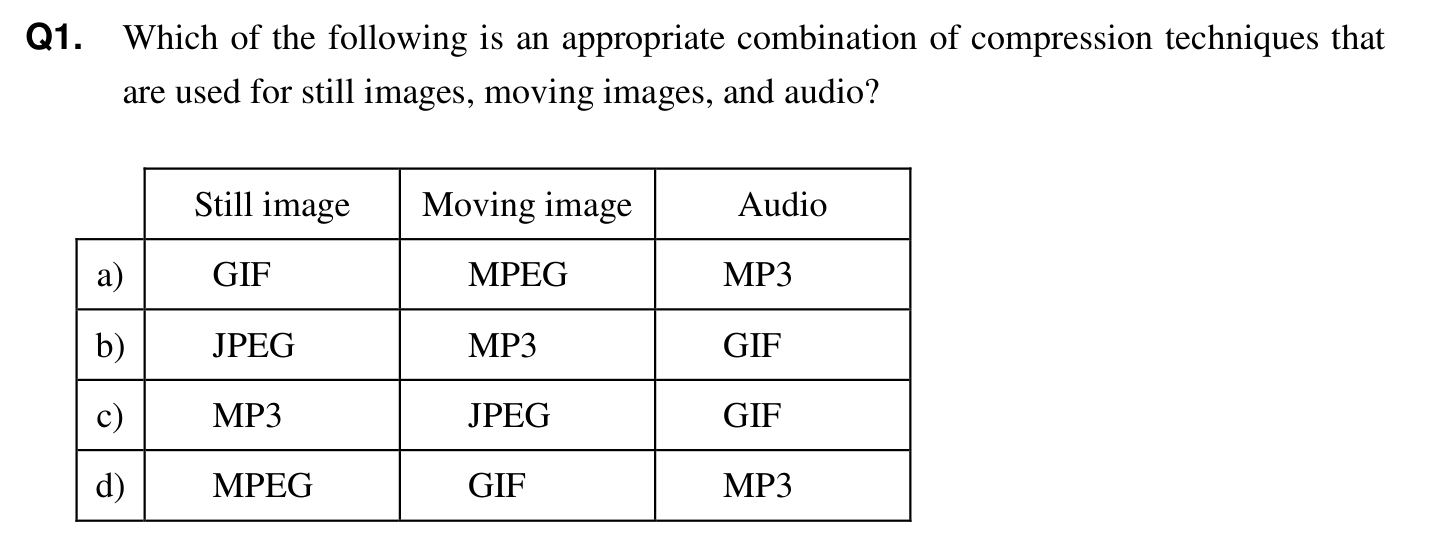 Q1. Which of the following is an appropriate combination of compression techniques that
are used for still images, moving images, and audio?
Still image Moving image Audio
a) GIF MPEG MP3
b) JPEG MP3 GIF
c) MP3 JPEG GIF
d) MPEG GIF MP3